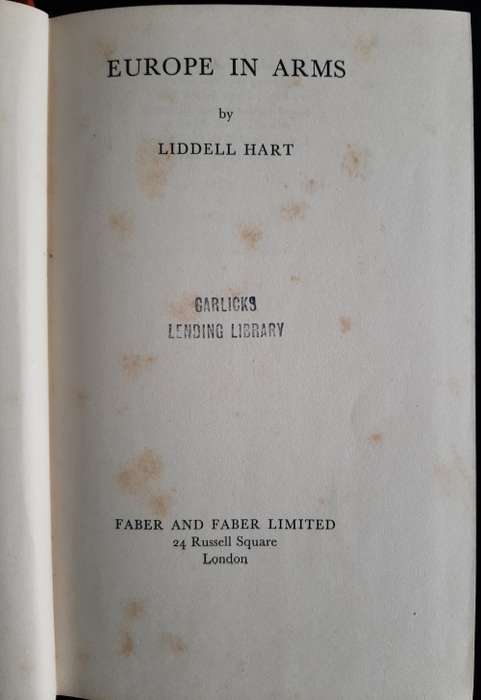 EUROPE IN ARMS
by
LIDDELL HART
GARLICKS
LENDING LIBRARY
FABER AND FABER LIMITED
24 Russell Square
London